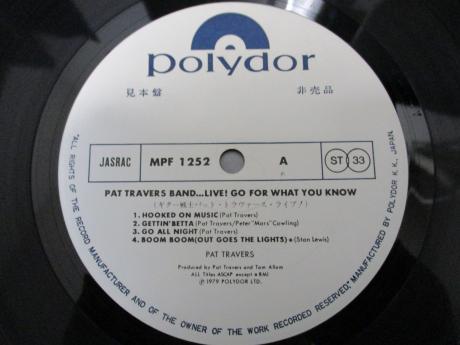 polydor
見本盤 非売品
JASRAC MPF 1252 A ST 33
PAT TRAVERS BAND...LIVE! GO FOR WHAT YOU KNOW
(ギター戦士パット・トラヴァース・ライブ!)
1. HOOKED ON MUSIC (Pat Travers)
2. GETTIN' BETTA (Pat Travers/Peter "Mars" Cowling)
3. GO ALL NIGHT (Pat Travers)
4. BOOM BOOM (OUT GOES THE LIGHTS) * (Stan Lewis)
PAT TRAVERS
Produced by Pat Travers and Tom Allom
ALL Titles ASCAP except * BMI
Ⓟ 1979 POLYDOR LTD.
"ALL RIGHTS OF THE RECORD MANUFACTURER AND OF THE OWNER OF THE WORK RECORDED RESERVED," MANUFACTURED BY POLYDOR K.K., JAPAN.